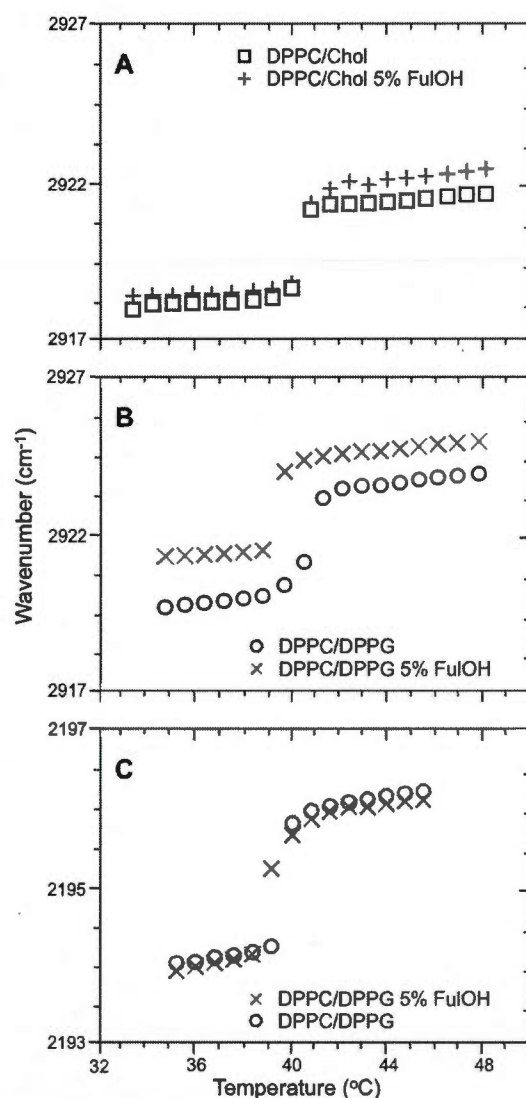 2927
A
DPPC/Chol
DPPC/Chol 5% FulOH
2922
2917
2927
B
Wavenumber (cm-1)
2922
DPPC/DPPG
DPPC/DPPG 5% FulOH
2917
2197
C
2195
DPPC/DPPG 5% FulOH
DPPC/DPPG
2193
32 36 40 44 48
Temperature (ºC)